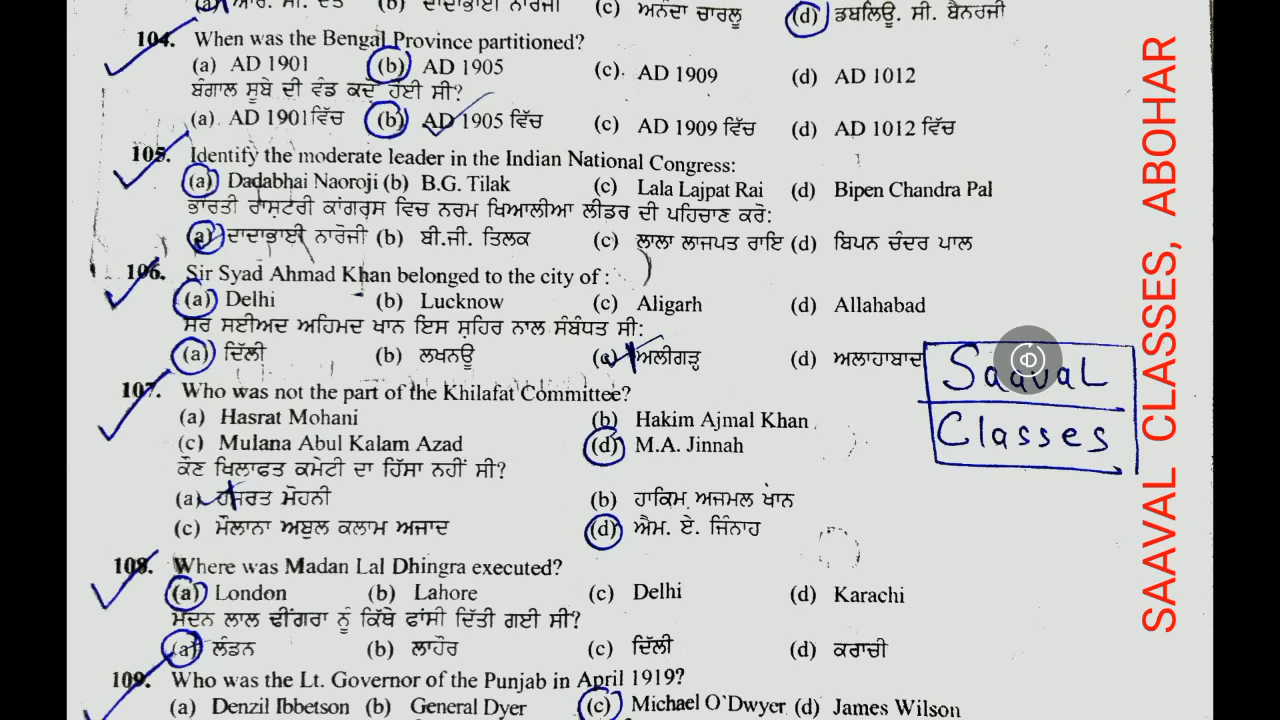 (a) ਆਰ. ਸੀ. ਦੱਤ (b) ਦਾਦਾਭਾਈ ਨਾਰੋਜੀ (c) ਅਨੰਦਾ ਚਾਰਲੂ (d) ਡਬਲਿਊ. ਸੀ. ਬੈਨਰਜੀ
104. When was the Bengal Province partitioned?
(a) AD 1901 (b) AD 1905 (c). AD 1909 (d) AD 1012
ਬੰਗਾਲ ਸੂਬੇ ਦੀ ਵੰਡ ਕਦੋਂ ਹੋਈ ਸੀ?
(a) AD 1901ਵਿੱਚ (b) AD 1905 ਵਿੱਚ (c) AD 1909 ਵਿੱਚ (d) AD 1012 ਵਿੱਚ
105. Identify the moderate leader in the Indian National Congress:
(a) Dadabhai Naoroji (b) B.G. Tilak (c) Lala Lajpat Rai (d) Bipen Chandra Pal
ਭਾਰਤੀ ਰਾਸ਼ਟਰੀ ਕਾਂਗਰਸ ਵਿਚ ਨਰਮ ਖਿਆਲੀਆ ਲੀਡਰ ਦੀ ਪਹਿਚਾਣ ਕਰੋ:
(a) ਦਾਦਾਭਾਈ ਨਾਰੋਜੀ (b) ਬੀ.ਜੀ. ਤਿਲਕ (c) ਲਾਲਾ ਲਾਜਪਤ ਰਾਇ (d) ਬਿਪਨ ਚੰਦਰ ਪਾਲ
106. Sir Syad Ahmad Khan belonged to the city of :
(a) Delhi (b) Lucknow (c) Aligarh (d) Allahabad
ਸਰ ਸਈਅਦ ਅਹਿਮਦ ਖਾਨ ਇਸ ਸ਼ਹਿਰ ਨਾਲ ਸੰਬੰਧਤ ਸੀ:
(a) ਦਿੱਲੀ (b) ਲਖਨਊ (c) ਅਲੀਗੜ੍ਹ (d) ਅਲਾਹਾਬਾਦ
Saaval
Classes
107. Who was not the part of the Khilafat Committee?
(a) Hasrat Mohani (b) Hakim Ajmal Khan
(c) Mulana Abul Kalam Azad (d) M.A. Jinnah
ਕੌਣ ਖਿਲਾਫਤ ਕਮੇਟੀ ਦਾ ਹਿੱਸਾ ਨਹੀਂ ਸੀ?
(a) ਹਸਰਤ ਮੋਹਨੀ (b) ਹਾਕਿਮ ਅਜਮਲ ਖਾਨ
(c) ਮੌਲਾਨਾ ਅਬੁਲ ਕਲਾਮ ਅਜਾਦ (d) ਐਮ. ਏ. ਜਿੰਨਾਹ
108. Where was Madan Lal Dhingra executed?
(a) London (b) Lahore (c) Delhi (d) Karachi
ਮਦਨ ਲਾਲ ਢੀਂਗਰਾ ਨੂੰ ਕਿੱਥੇ ਫਾਂਸੀ ਦਿੱਤੀ ਗਈ ਸੀ?
(a) ਲੰਡਨ (b) ਲਾਹੌਰ (c) ਦਿੱਲੀ (d) ਕਰਾਚੀ
109. Who was the Lt. Governor of the Punjab in April 1919?
(a) Denzil Ibbetson (b) General Dyer (c) Michael O'Dwyer (d) James Wilson
SAAVAL CLASSES, ABOHAR